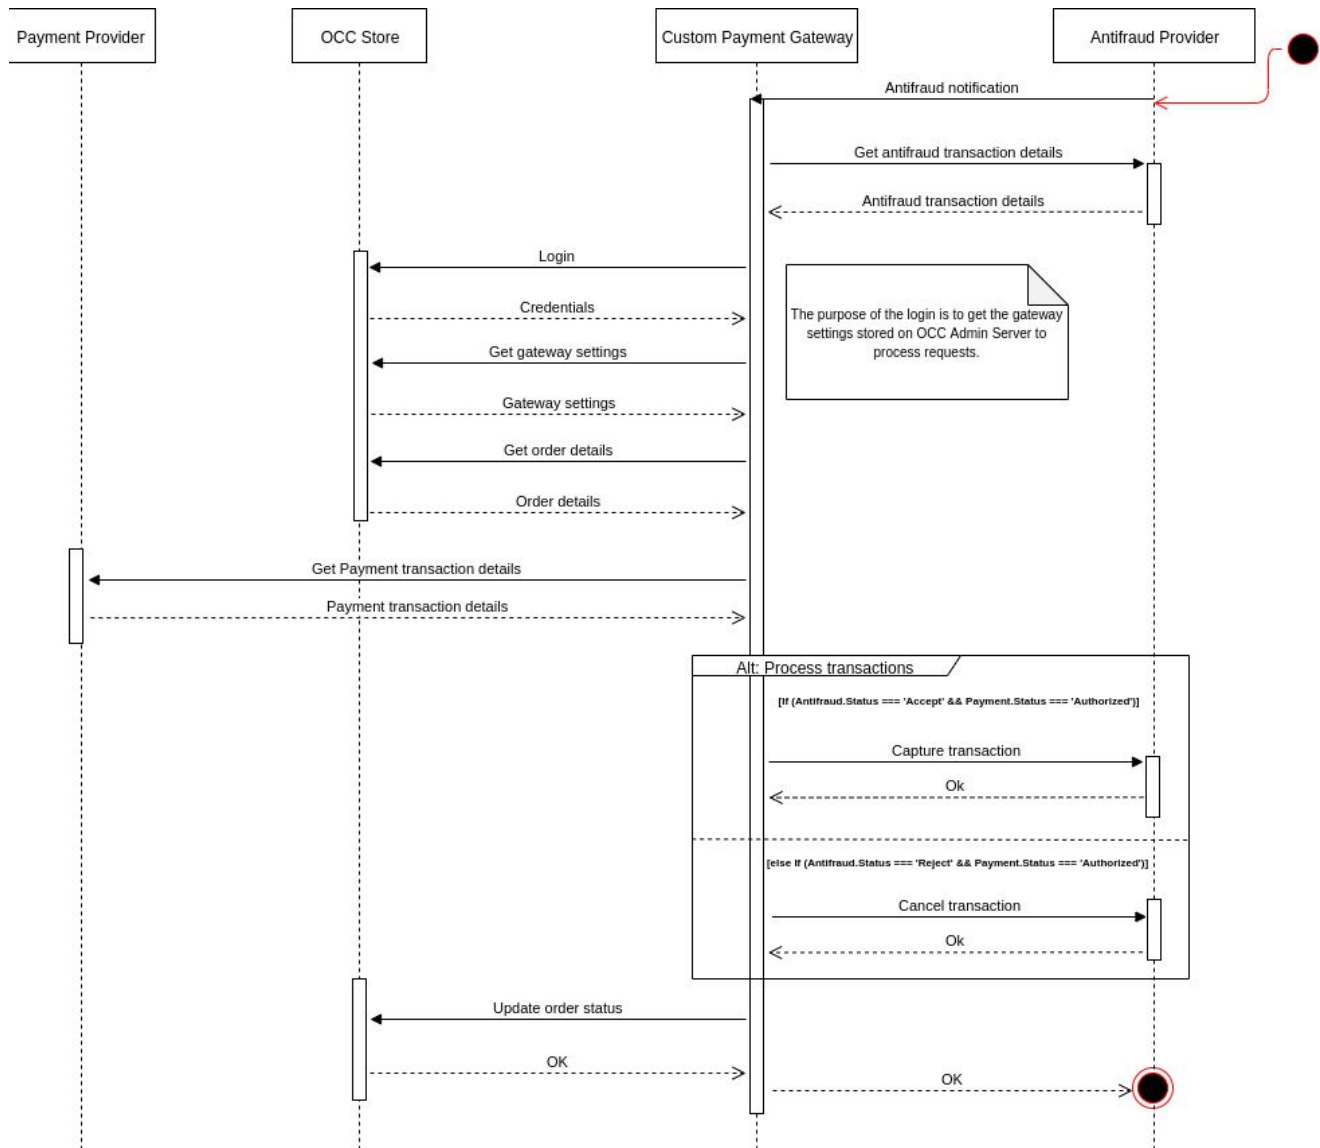 Payment Provider
OCC Store
Custom Payment Gateway
Antifraud Provider
Antifraud notification
Get antifraud transaction details
Antifraud transaction details
Login
Credentials
The purpose of the login is to get the gateway
settings stored on OCC Admin Server to
process requests.
Get gateway settings
Gateway settings
Get order details
Order details
Get Payment transaction details
Payment transaction details
Alt: Process transactions
[If (Antifraud.Status === 'Accept' && Payment.Status === 'Authorized')]
Capture transaction
Ok
[else If (Antifraud.Status === 'Reject' && Payment.Status === 'Authorized')]
Cancel transaction
Ok
Update order status
OK
OK